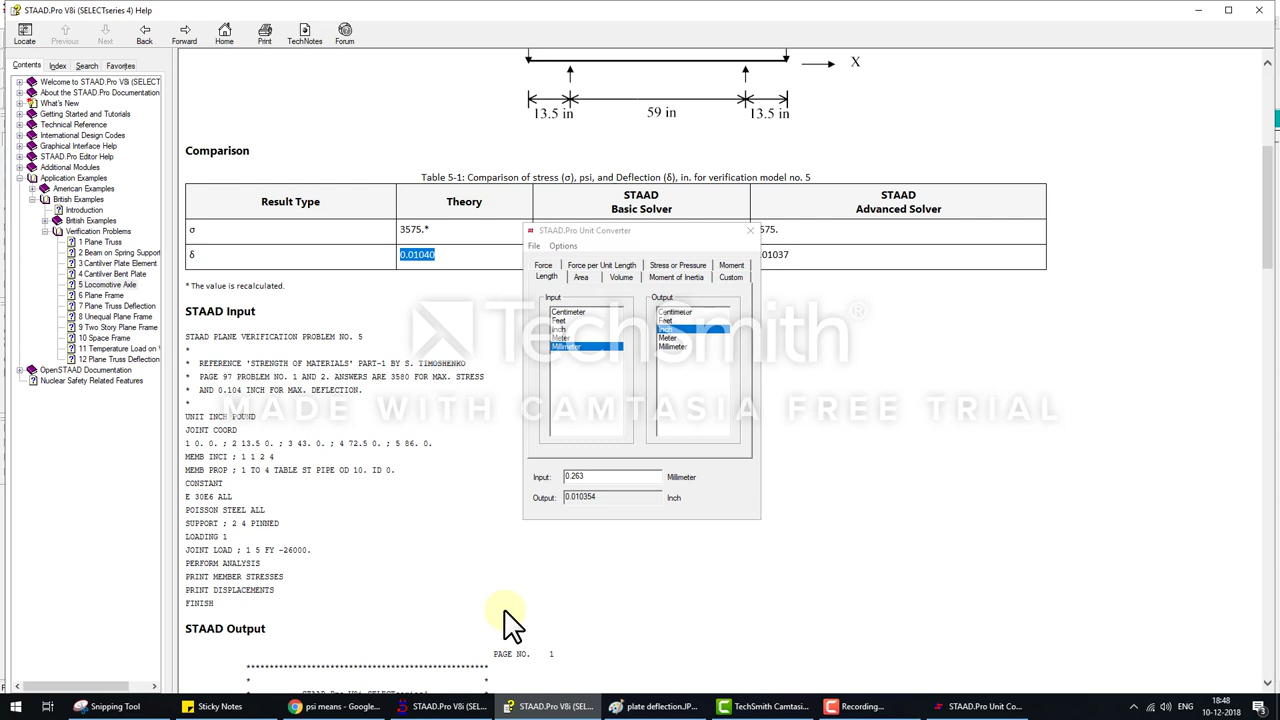 STAAD.Pro V8i (SELECTseries 4) Help
Locate Previous Next Back Forward Home Print TechNotes Forum
Contents Index Search Favorites
Welcome to STAAD.Pro V8i (SELECT
About the STAAD.Pro Documentation
What's New
Getting Started and Tutorials
Technical Reference
International Design Codes
Graphical Interface Help
STAAD.Pro Editor Help
Additional Modules
Application Examples
American Examples
British Examples
Introduction
British Examples
Verification Problems
1 Plane Truss
2 Beam on Spring Support
3 Cantilver Plate Element
4 Cantilver Bent Plate
5 Locomotive Axle
6 Plane Frame
7 Plane Truss Deflection
8 Unequal Plane Frame
9 Two Story Plane Frame
10 Space Frame
11 Temperature Load on
12 Plane Truss Deflection
OpenSTAAD Documentation
Nuclear Safety Related Features
X
13.5 in 59 in 13.5 in
Comparison
Table 5-1: Comparison of stress (σ), psi, and Deflection (δ), in. for verification model no. 5
Result Type Theory STAAD Basic Solver STAAD Advanced Solver
σ 3575.* 575.
δ 0.01040 .01037
* The value is recalculated.
STAAD Input
STAAD PLANE VERIFICATION PROBLEM NO. 5
*
* REFERENCE 'STRENGTH OF MATERIALS' PART-1 BY S. TIMOSHENKO
* PAGE 97 PROBLEM NO. 1 AND 2. ANSWERS ARE 3580 FOR MAX. STRESS
* AND 0.104 INCH FOR MAX. DEFLECTION.
*
UNIT INCH POUND
JOINT COORD
1 0. 0. ; 2 13.5 0. ; 3 43. 0. ; 4 72.5 0. ; 5 86. 0.
MEMB INCI ; 1 1 2 4
MEMB PROP ; 1 TO 4 TABLE ST PIPE OD 10. ID 0.
CONSTANT
E 30E6 ALL
POISSON STEEL ALL
SUPPORT ; 2 4 PINNED
LOADING 1
JOINT LOAD ; 1 5 FY -26000.
PERFORM ANALYSIS
PRINT MEMBER STRESSES
PRINT DISPLACEMENTS
FINISH
STAAD Output
PAGE NO. 1
**************************************************
* *
STAAD.Pro Unit Converter
File Options
Force Force per Unit Length Stress or Pressure Moment
Length Area Volume Moment of Inertia Custom
Input Output
Centimeter Centimeter
Feet Feet
Inch Inch
Meter Meter
Millimeter Millimeter
Input: 0.263 Millimeter
Output: 0.010354 Inch
TechSmith®
MADE WITH CAMTASIA FREE TRIAL
Snipping Tool Sticky Notes psi means - Google... STAAD.Pro V8i (SEL... STAAD.Pro V8i (SEL... plate deflection.JP... TechSmith Camtasi... Recording... STAAD.Pro Unit Co... ENG
18:48
10-12-2018